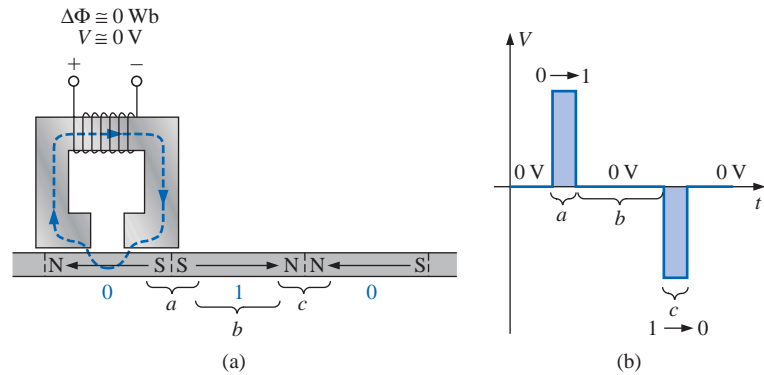 ΔΦ ≅ 0 Wb
V ≅ 0 V
+ −
N S S N N S
0 1 0
a c
b
(a)
V
0 → 1
0 V 0 V 0 V
t
a b
c
1 → 0
(b)